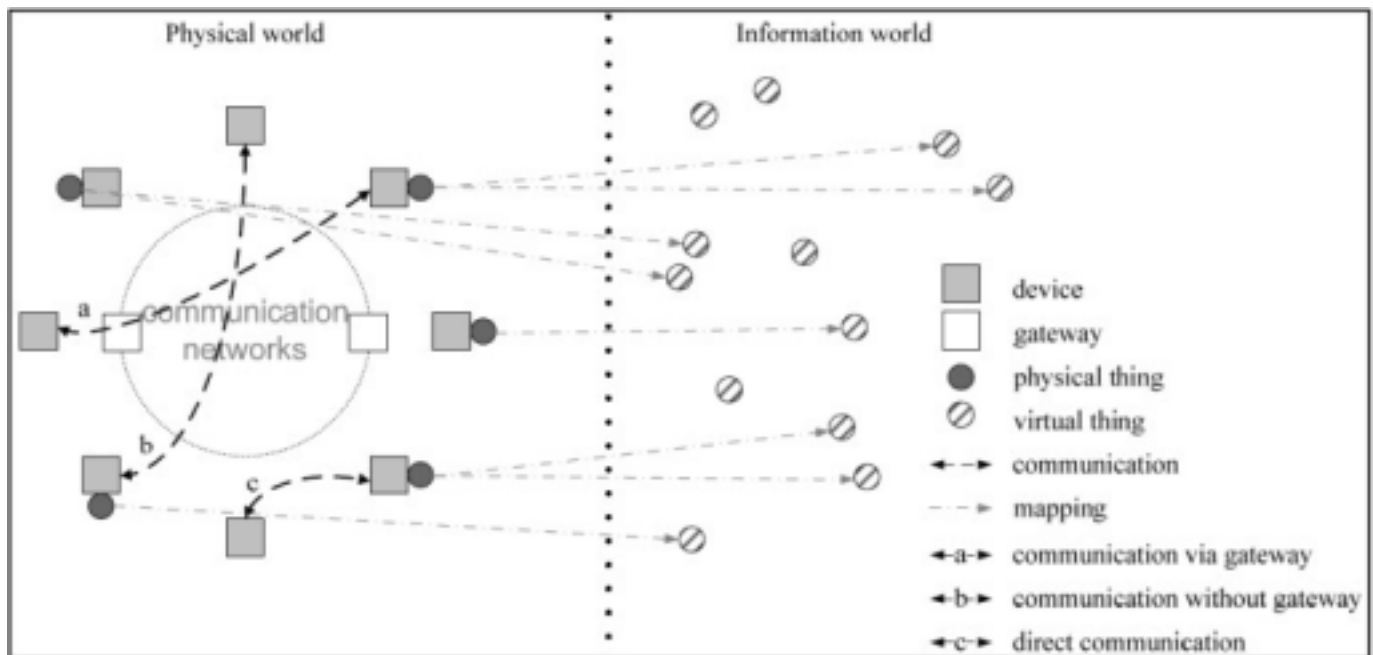 Physical world
Information world
a
communication
networks
b
c
device
gateway
physical thing
virtual thing
communication
mapping
a communication via gateway
b communication without gateway
c direct communication